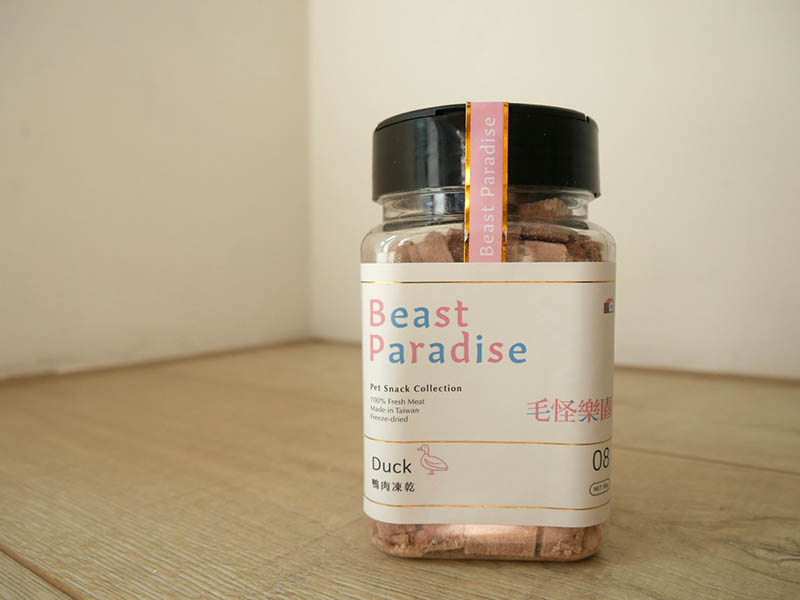 Beast Paradise
Beast
Paradise
Pet Snack Collection
100% Fresh Meat
Made in Taiwan
Freeze-dried
毛怪樂園
Duck
鴨肉凍乾
08
NET